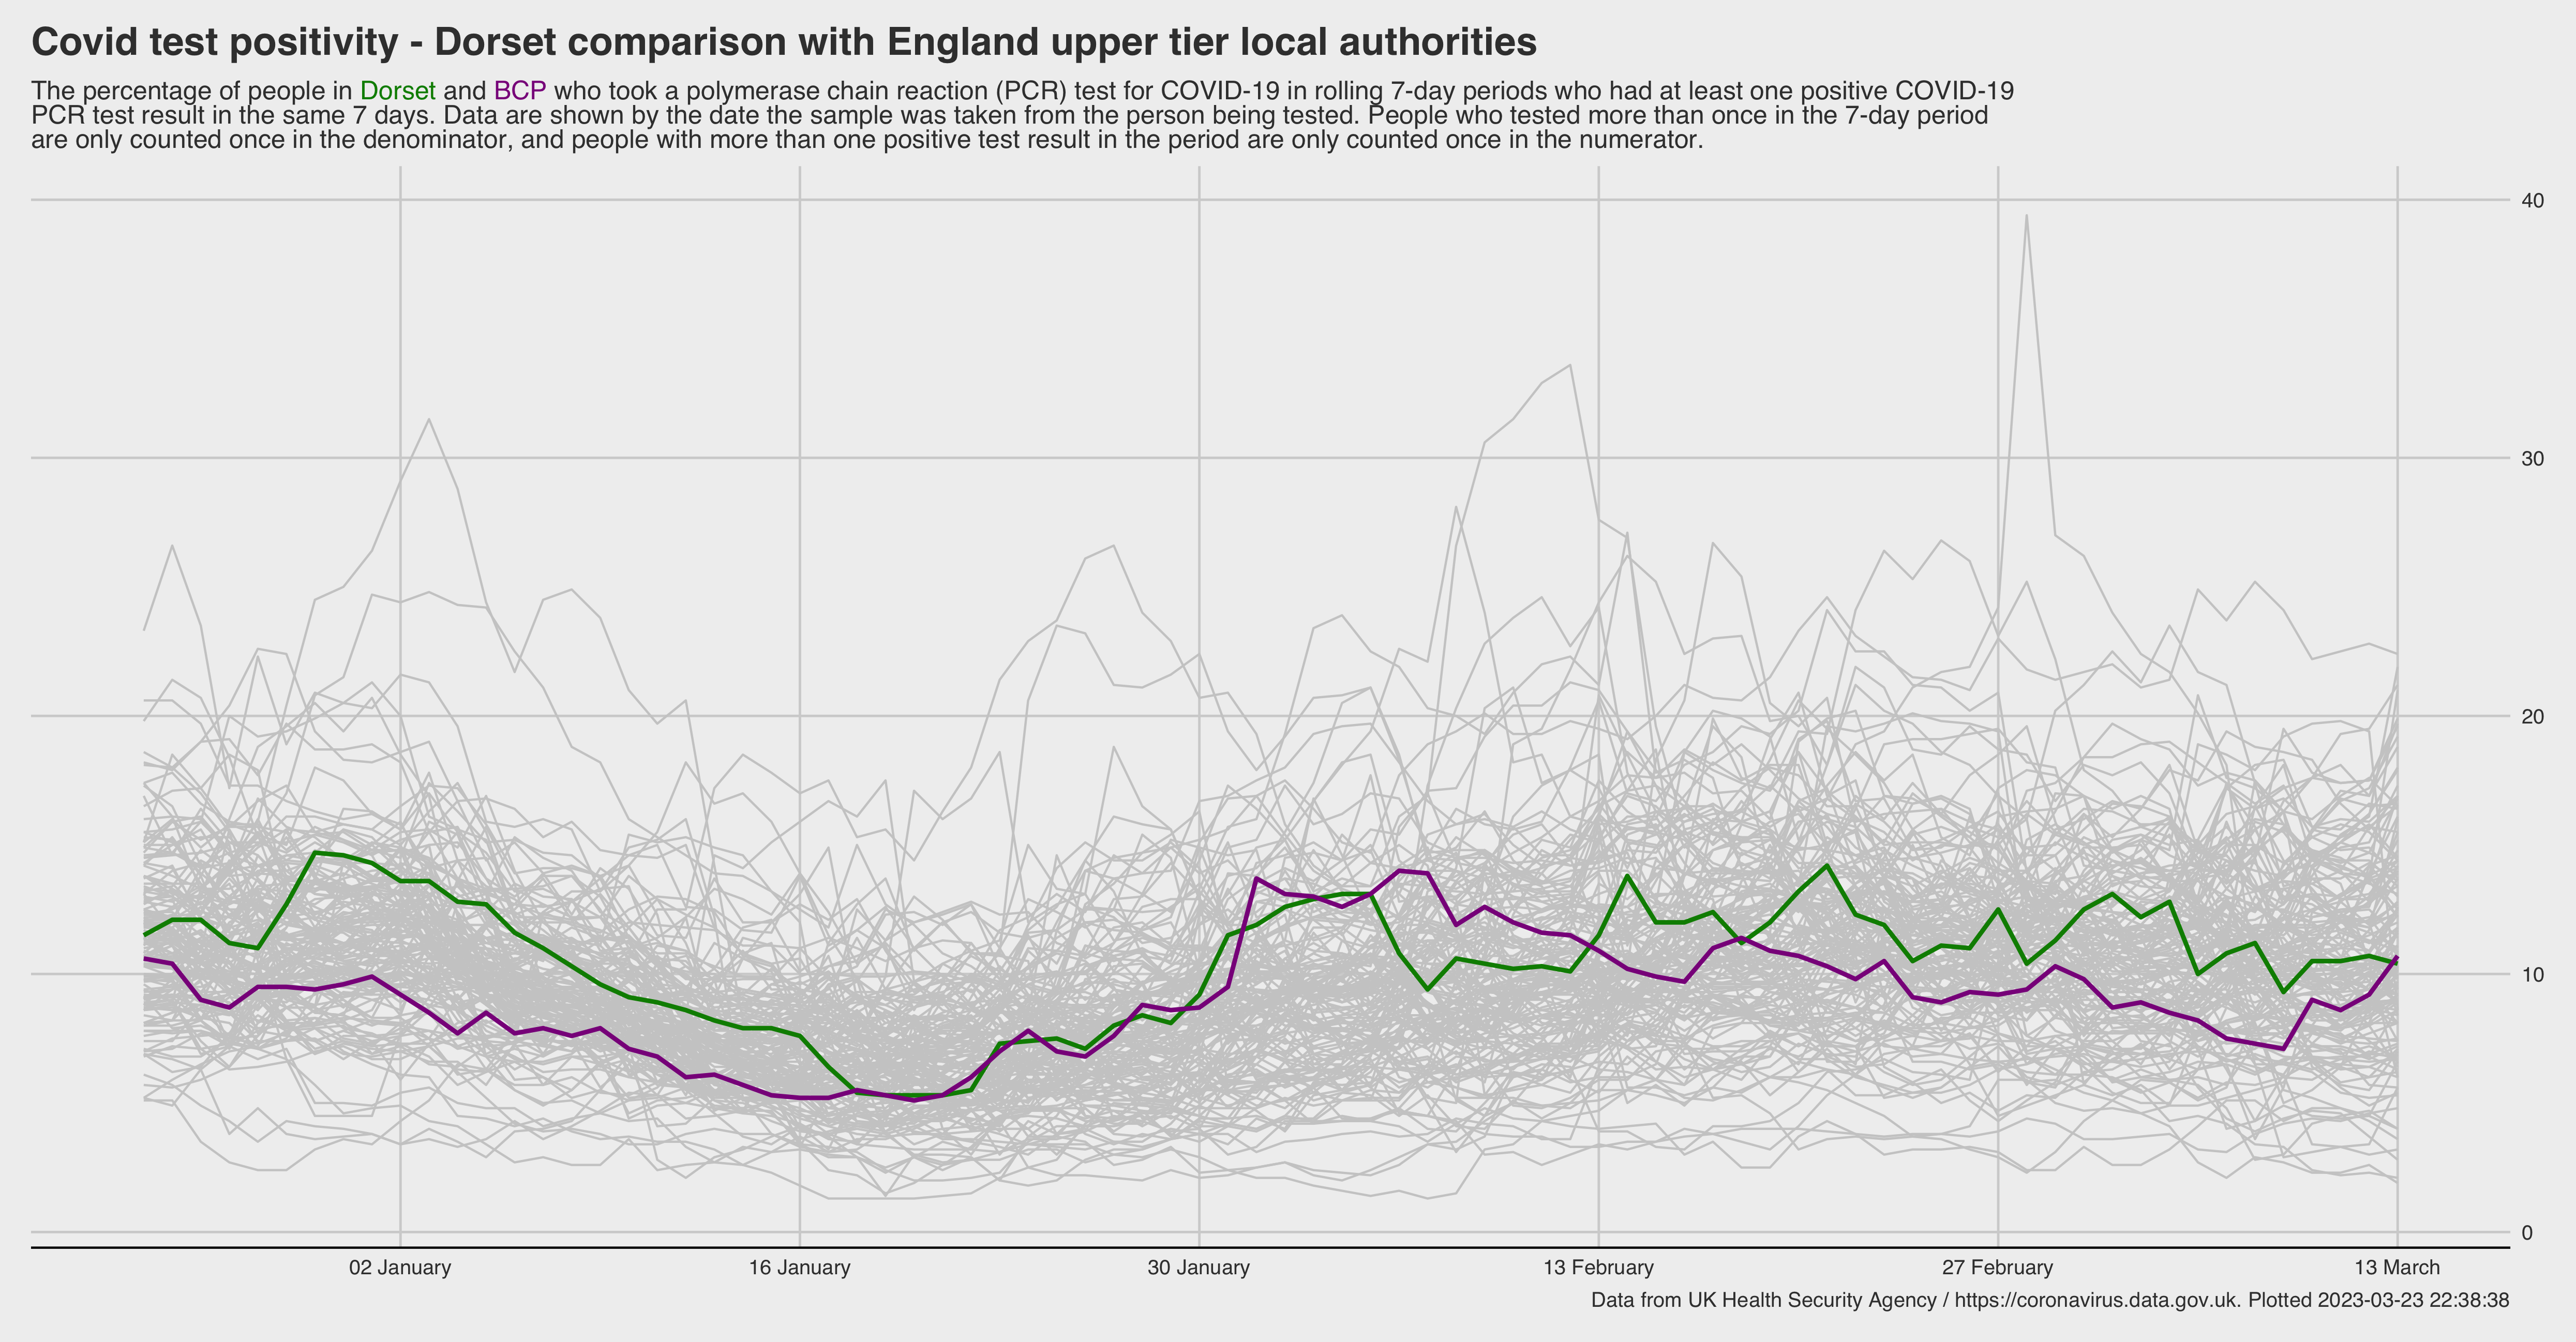 Covid test positivity - Dorset comparison with England upper tier local authorities
The percentage of people in Dorset and BCP who took a polymerase chain reaction (PCR) test for COVID-19 in rolling 7-day periods who had at least one positive COVID-19
PCR test result in the same 7 days. Data are shown by the date the sample was taken from the person being tested. People who tested more than once in the 7-day period
are only counted once in the denominator, and people with more than one positive test result in the period are only counted once in the numerator.
40
30
20
10
0
02 January
16 January
30 January
13 February
27 February
13 March
Data from UK Health Security Agency / https://coronavirus.data.gov.uk. Plotted 2023-03-23 22:38:38